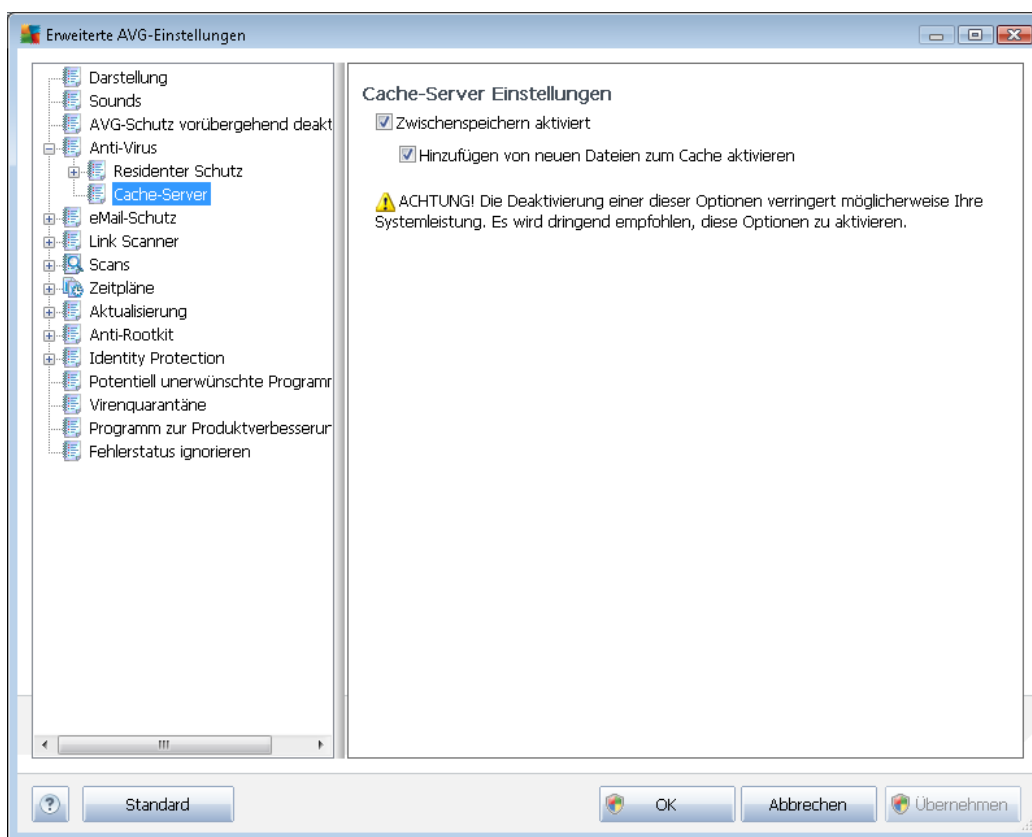 Erweiterte AVG-Einstellungen
Darstellung
Sounds
AVG-Schutz vorübergehend deakt
Anti-Virus
Residenter Schutz
Cache-Server
eMail-Schutz
Link Scanner
Scans
Zeitpläne
Aktualisierung
Anti-Rootkit
Identity Protection
Potentiell unerwünschte Programr
Virenquarantäne
Programm zur Produktverbesserur
Fehlerstatus ignorieren
Cache-Server Einstellungen
Zwischenspeichern aktiviert
Hinzufügen von neuen Dateien zum Cache aktivieren
ACHTUNG! Die Deaktivierung einer dieser Optionen verringert möglicherweise Ihre
Systemleistung. Es wird dringend empfohlen, diese Optionen zu aktivieren.
Standard
OK
Abbrechen
Übernehmen